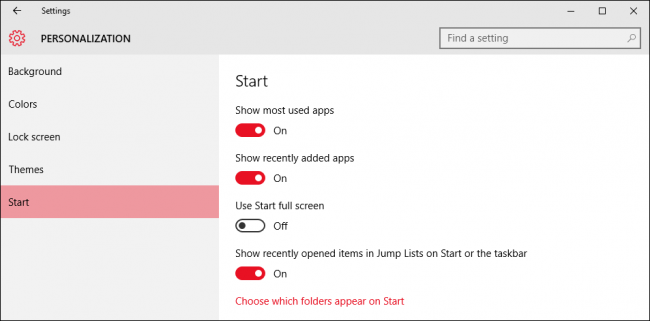 Settings
PERSONALIZATION
Find a setting
Background
Colors
Lock screen
Themes
Start
Start
Show most used apps
On
Show recently added apps
On
Use Start full screen
Off
Show recently opened items in Jump Lists on Start or the taskbar
On
Choose which folders appear on Start